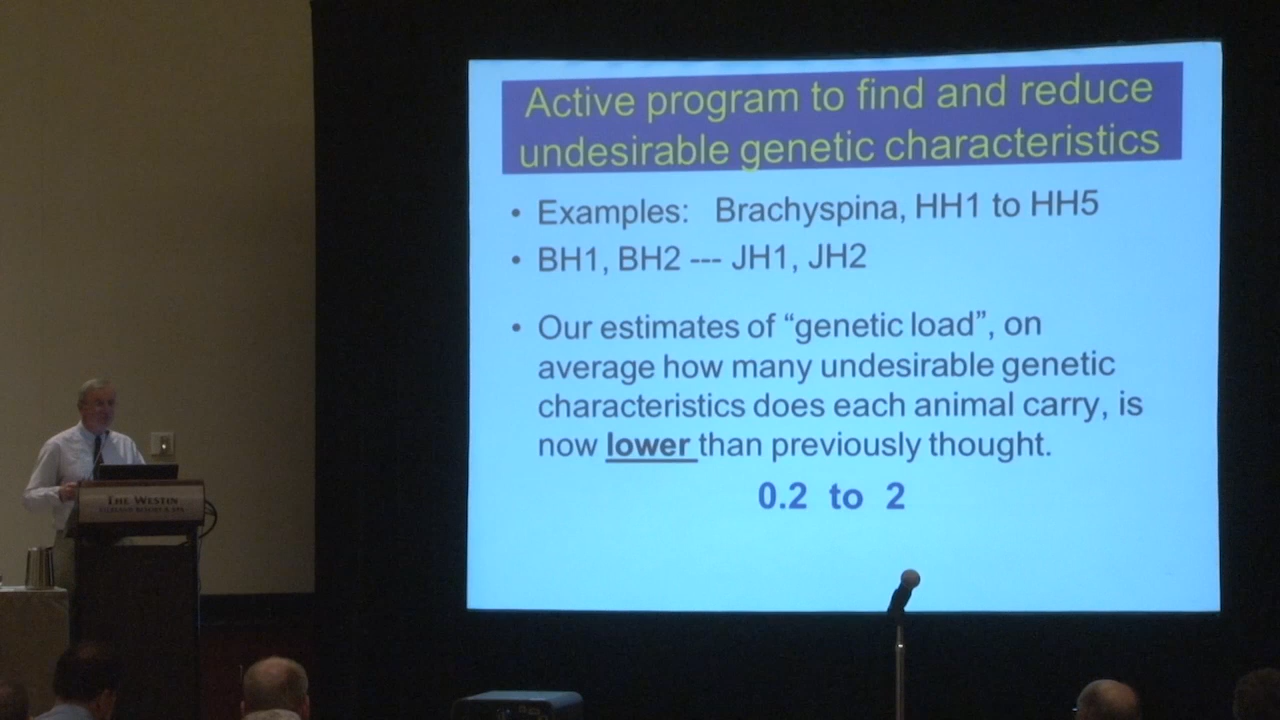 Active program to find and reduce
undesirable genetic characteristics
• Examples: Brachyspina, HH1 to HH5
• BH1, BH2 --- JH1, JH2
• Our estimates of “genetic load”, on
average how many undesirable genetic
characteristics does each animal carry, is
now lower than previously thought.
0.2 to 2
THE WESTIN